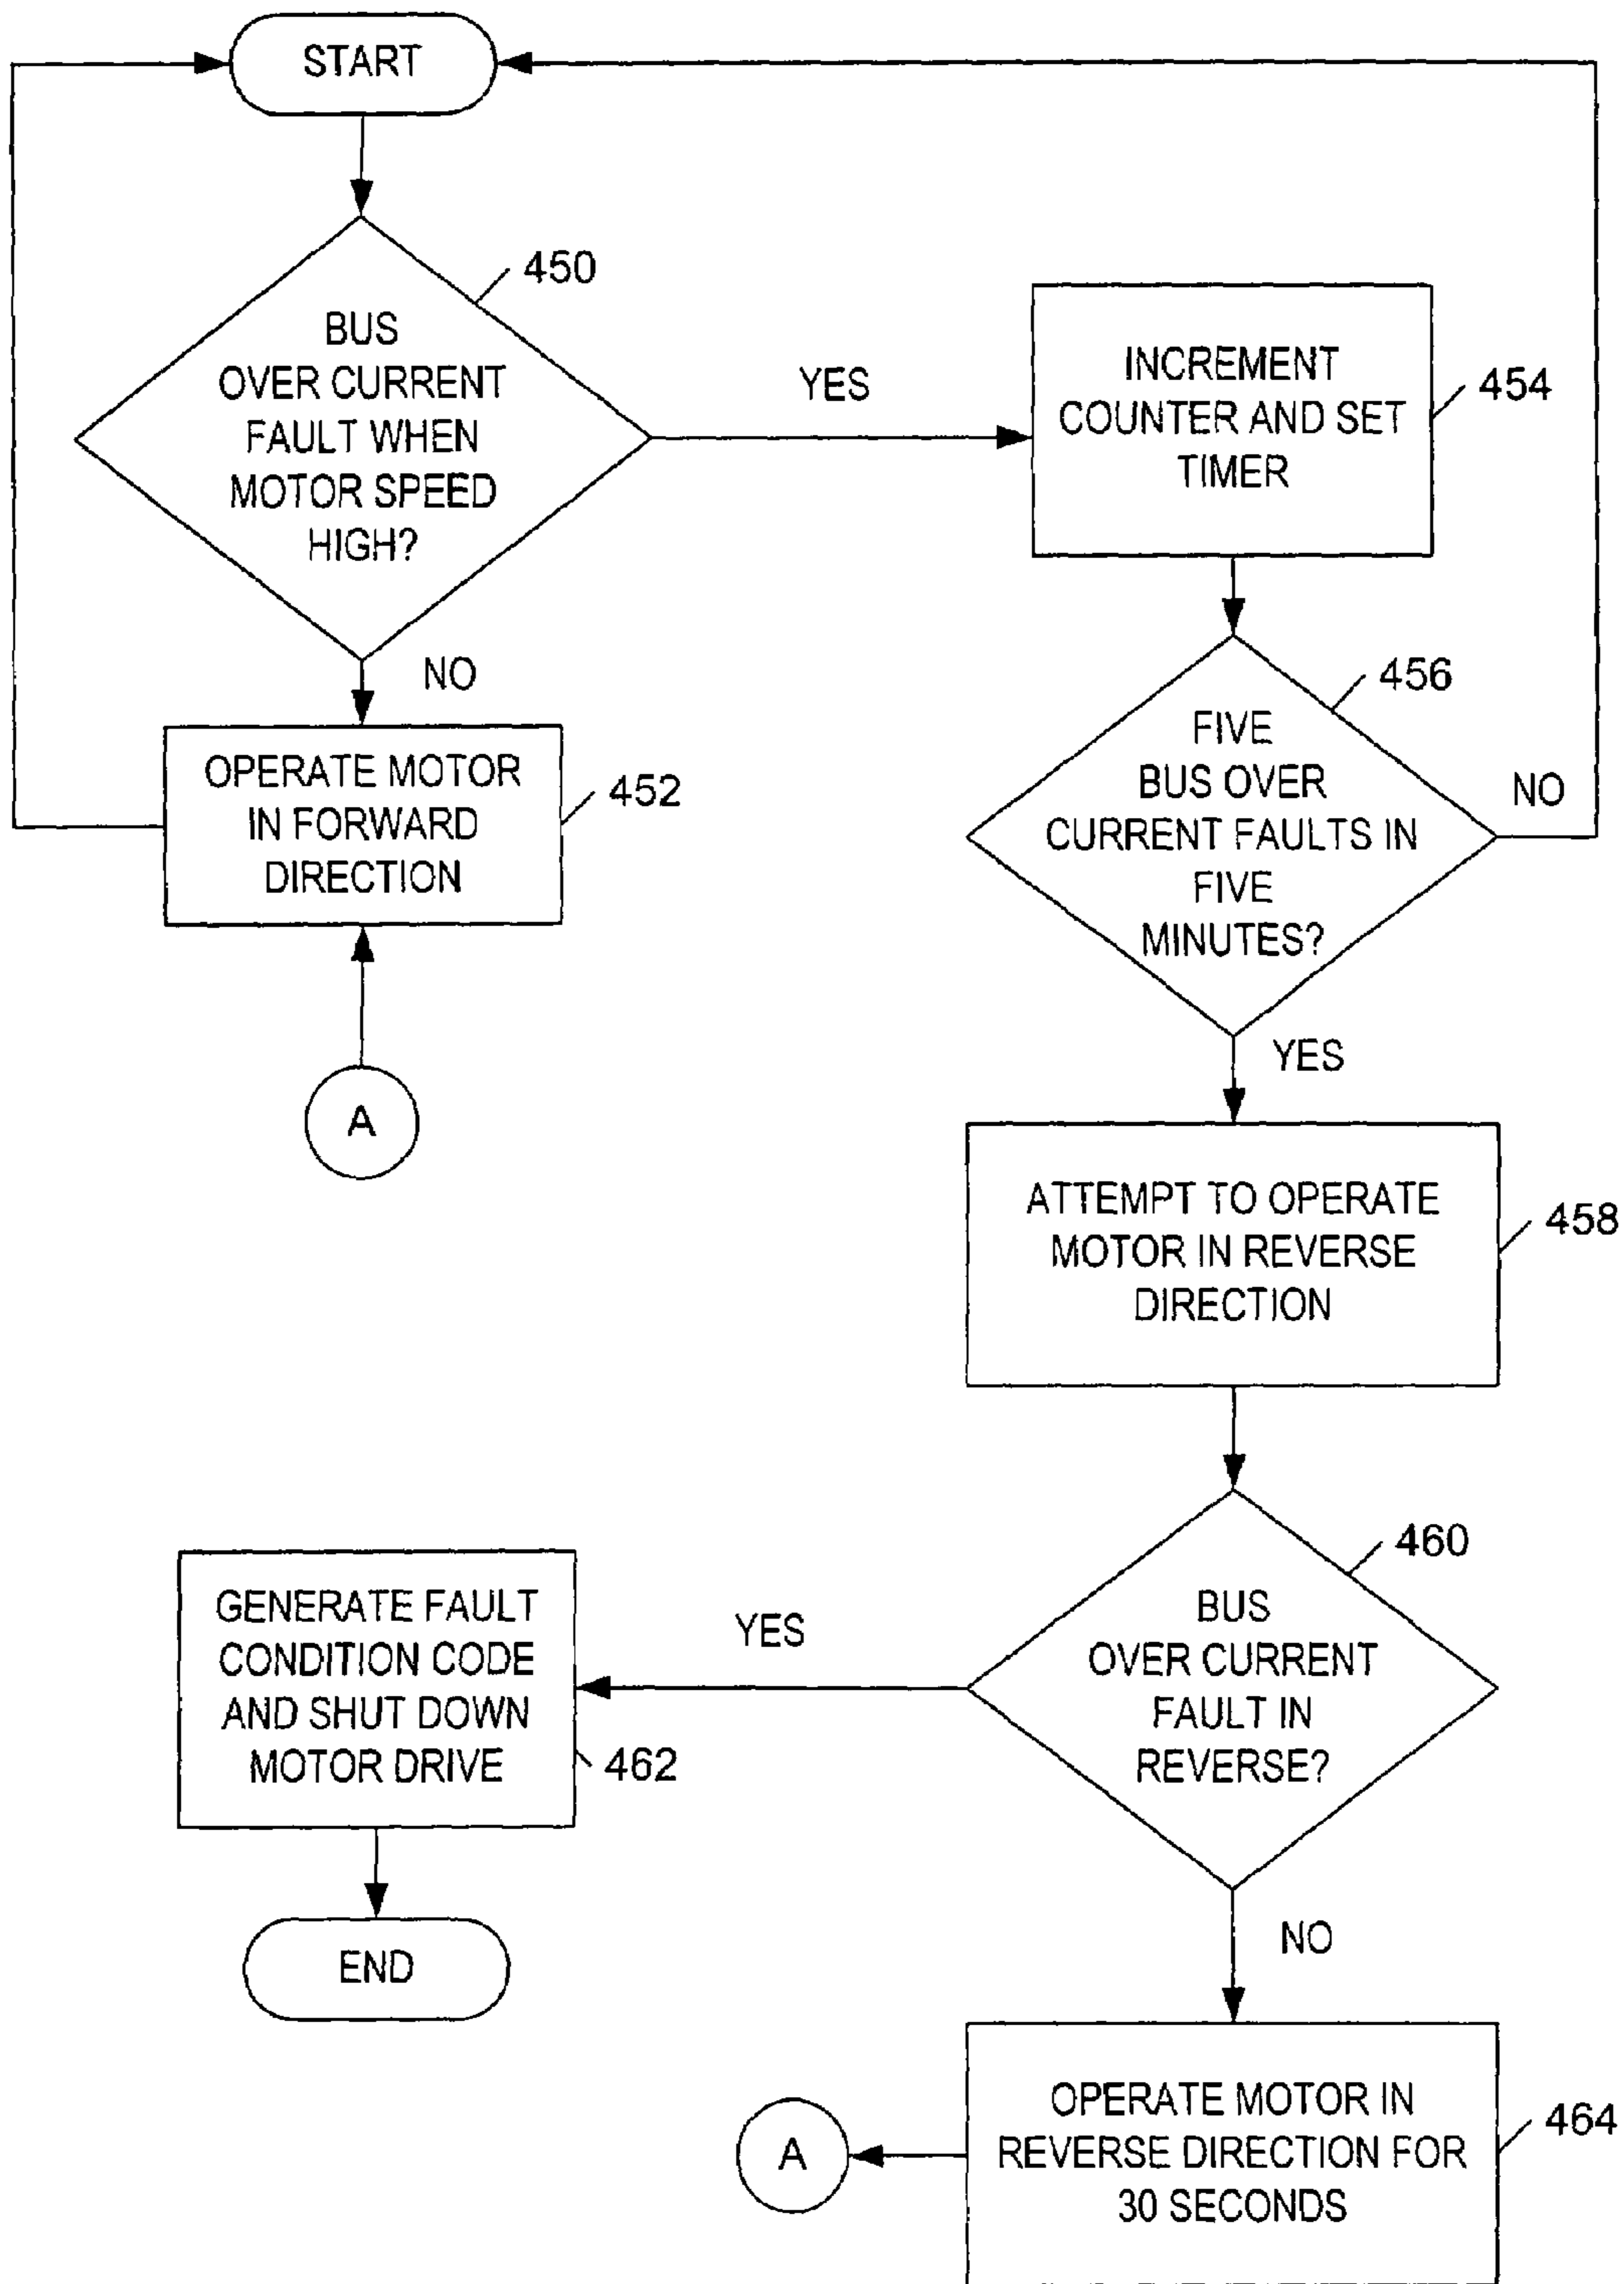 START
450
BUS
OVER CURRENT
FAULT WHEN
MOTOR SPEED
HIGH?
YES
INCREMENT
COUNTER AND SET
TIMER
454
NO
OPERATE MOTOR
IN FORWARD
DIRECTION
452
A
456
FIVE
BUS OVER
CURRENT FAULTS IN
FIVE
MINUTES?
NO
YES
ATTEMPT TO OPERATE
MOTOR IN REVERSE
DIRECTION
458
460
BUS
OVER CURRENT
FAULT IN
REVERSE?
YES
GENERATE FAULT
CONDITION CODE
AND SHUT DOWN
MOTOR DRIVE
462
END
NO
OPERATE MOTOR IN
REVERSE DIRECTION FOR
30 SECONDS
464
A